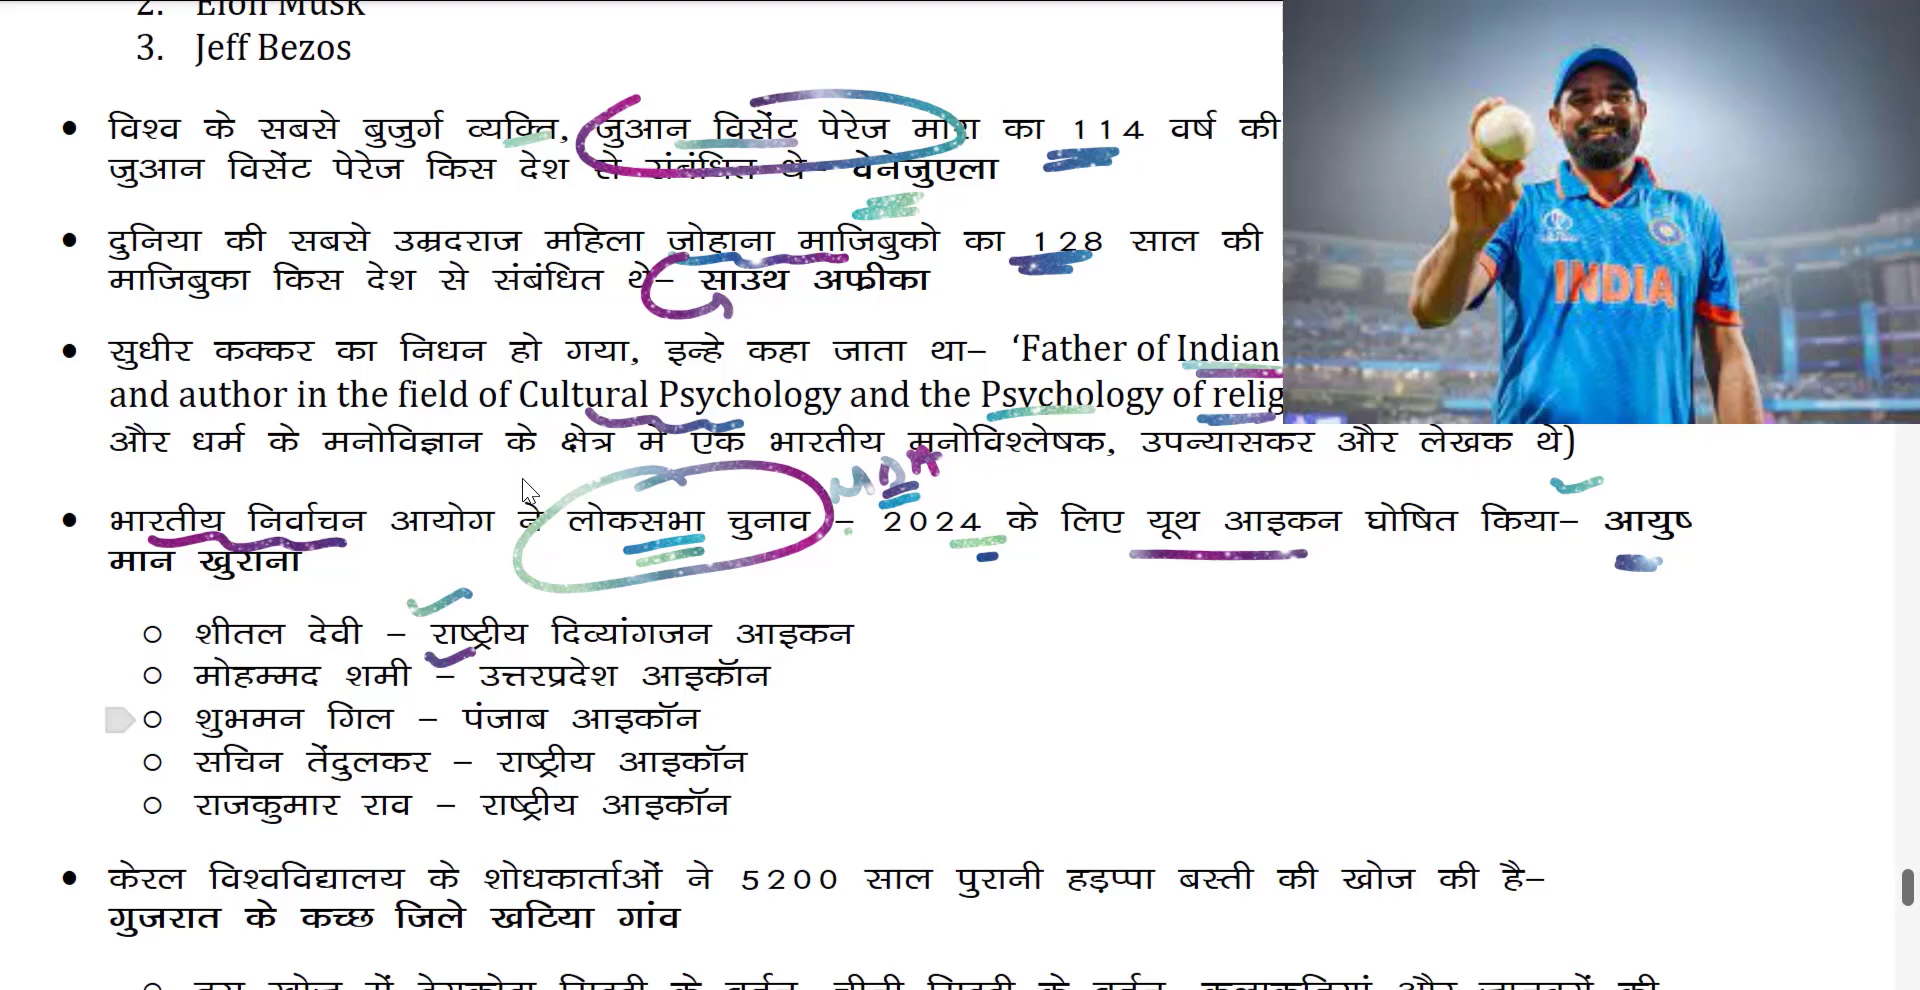 2. Elon Musk
3. Jeff Bezos
• विश्व के सबसे बुजुर्ग व्यक्ति, जुआन विसेंट पेरेज मोरा का 114 वर्ष की
जुआन विसेंट पेरेज किस देश से संबंधित थे– वेनेजुएला
• दुनिया की सबसे उम्रदराज महिला जोहाना माजिबुको का 128 साल की
माजिबुका किस देश से संबंधित थे– साउथ अफ्रीका
• सुधीर कक्कर का निधन हो गया, इन्हे कहा जाता था– ‘Father of Indian
and author in the field of Cultural Psychology and the Psychology of relig
और धर्म के मनोविज्ञान के क्षेत्र में एक भारतीय मनोविश्लेषक, उपन्यासकर और लेखक थे)
• भारतीय निर्वाचन आयोग ने लोकसभा चुनाव – 2024 के लिए यूथ आइकन घोषित किया– आयुष
मान खुराना
○ शीतल देवी – राष्ट्रीय दिव्यांगजन आइकन
○ मोहम्मद शमी – उत्तरप्रदेश आइकॉन
○ शुभमन गिल – पंजाब आइकॉन
○ सचिन तेंदुलकर – राष्ट्रीय आइकॉन
○ राजकुमार राव – राष्ट्रीय आइकॉन
• केरल विश्वविद्यालय के शोधकार्ताओं ने 5200 साल पुरानी हड़प्पा बस्ती की खोज की है–
गुजरात के कच्छ जिले खटिया गांव
INDIA